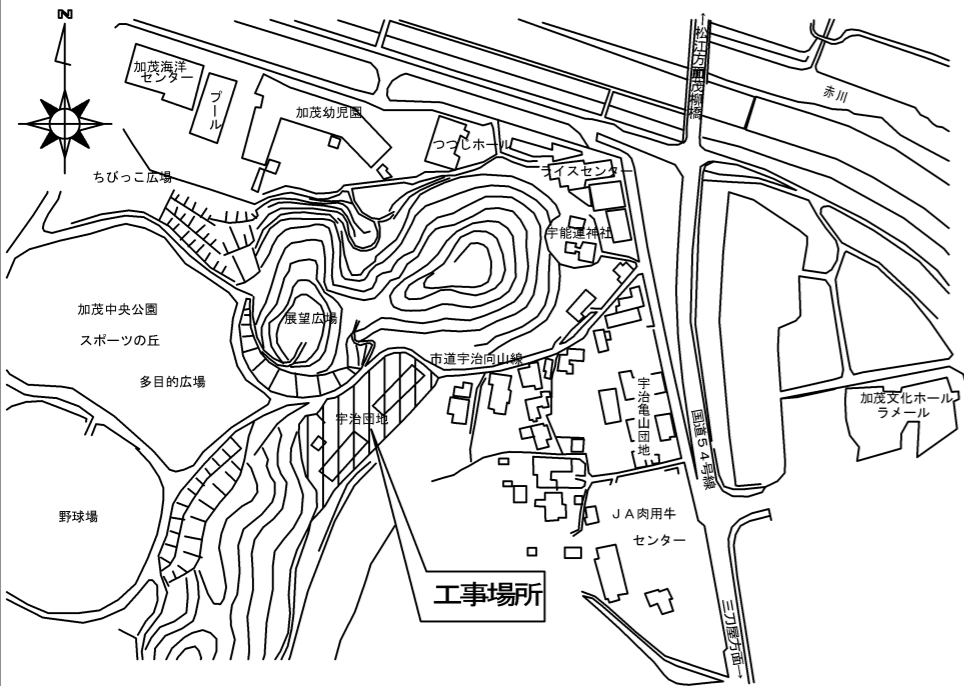 N
加茂海洋
センター
プール
加茂幼児園
つつじホール
ライスセンター
←松江方面
加茂柳橋
赤川
ちびっこ広場
宇能遅神社
加茂中央公園
スポーツの丘
展望広場
多目的広場
市道宇治向山線
宇治団地
宇治亀山団地
国道54号線
加茂文化ホール
ラメール
野球場
JA肉用牛
センター
工事場所
三刀屋方面→